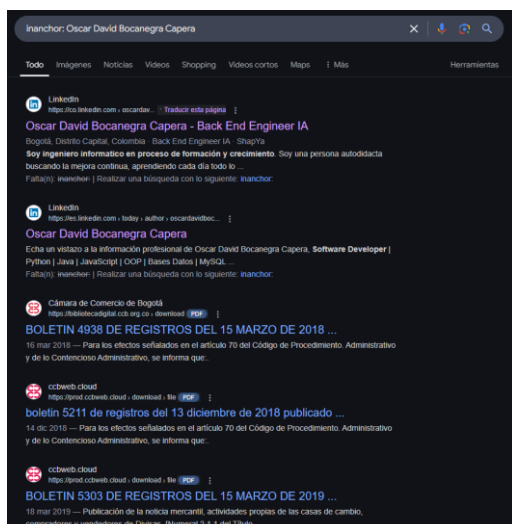 inanchor: Oscar David Bocanegra Capera
Todo Imágenes Noticias Videos Shopping Videos cortos Maps Más Herramientas
LinkedIn
https://co.linkedin.com › oscardav... · Traducir esta página
Oscar David Bocanegra Capera - Back End Engineer IA
Bogotá, Distrito Capital, Colombia · Back End Engineer IA · ShapYa
Soy ingeniero informatico en proceso de formación y crecimiento. Soy una persona autodidacta
buscando la mejora continua, aprendiendo cada día todo lo ...
Falta(n): inanchor: | Realizar una búsqueda con lo siguiente: inanchor:
LinkedIn
https://es.linkedin.com › today › author › oscardavidboc...
Oscar David Bocanegra Capera
Echa un vistazo a la información profesional de Oscar David Bocanegra Capera, Software Developer |
Python | Java | JavaScript | OOP | Bases Datos | MySQL ...
Falta(n): inanchor: | Realizar una búsqueda con lo siguiente: inanchor:
Cámara de Comercio de Bogotá
https://bibliotecadigital.ccb.org.co › download PDF
BOLETIN 4938 DE REGISTROS DEL 15 MARZO DE 2018 ...
16 mar 2018 — Para los efectos señalados en el artículo 70 del Código de Procedimiento. Administrativo
y de lo Contencioso Administrativo, se informa que:.
ccbweb.cloud
https://prod.ccbweb.cloud › download › file PDF
boletin 5211 de registros del 13 diciembre de 2018 publicado ...
14 dic 2018 — Para los efectos señalados en el artículo 70 del Código de Procedimiento. Administrativo
y de lo Contencioso Administrativo, se informa que:.
ccbweb.cloud
https://prod.ccbweb.cloud › download › file PDF
BOLETIN 5303 DE REGISTROS DEL 15 MARZO DE 2019 ...
18 mar 2019 — Publicación de la noticia mercantil, actividades propias de las casas de cambio,
compradores y vendedores de Divisas. [Numeral 2.1.1 del Título